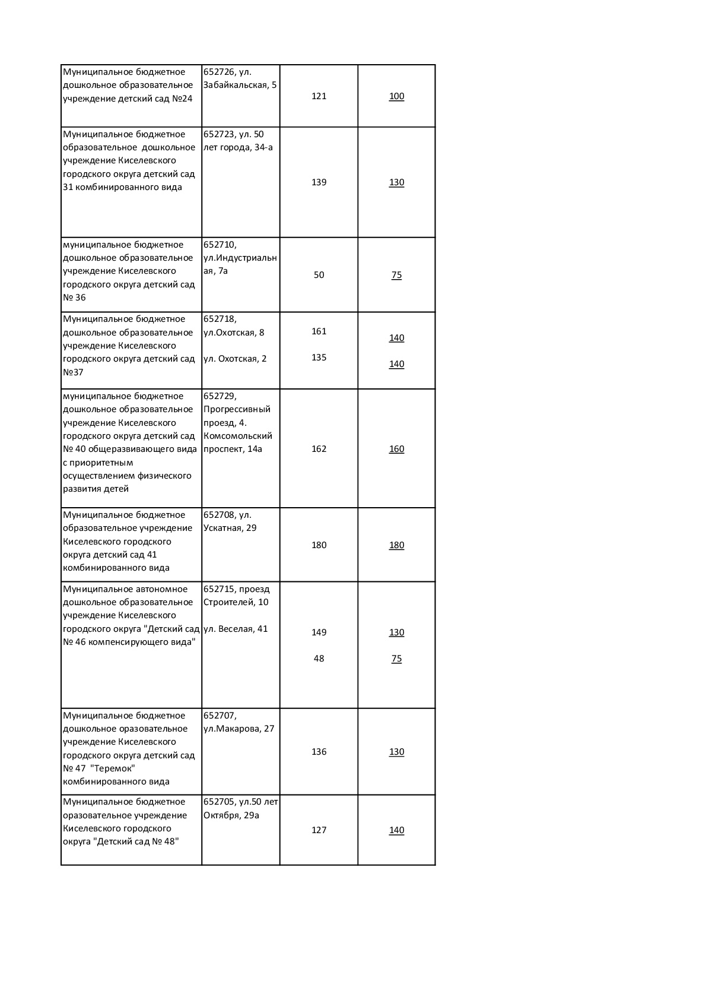 Муниципальное бюджетное
дошкольное образовательное
учреждение детский сад №24
652726, ул.
Забайкальская, 5
121
100
Муниципальное бюджетное
образовательное  дошкольное
учреждение Киселевского
городского округа детский сад
31 комбинированного вида
652723, ул. 50
лет города, 34-а
139
130
муниципальное бюджетное
дошкольное образовательное
учреждение Киселевского
городского округа детский сад
№ 36
652710,
ул.Индустриальн
ая, 7а
50
75
Муниципальное бюджетное
дошкольное образовательное
учреждение Киселевского
городского округа детский сад
№37
652718,
ул.Охотская, 8
ул. Охотская, 2
161
135
140
140
муниципальное бюджетное
дошкольное образовательное
учреждение Киселевского
городского округа детский сад
№ 40 общеразвивающего вида
с приоритетным
осуществлением физического
развития детей
652729,
Прогрессивный
проезд, 4.
Комсомольский
проспект, 14а
162
160
Муниципальное бюджетное
образовательное учреждение
Киселевского городского
округа детский сад 41
комбинированного вида
652708, ул.
Ускатная, 29
180
180
Муниципальное автономное
дошкольное образовательное
учреждение Киселевского
городского округа "Детский сад
№ 46 компенсирующего вида"
652715, проезд
Строителей, 10
ул. Веселая, 41
149
48
130
75
Муниципальное бюджетное
дошкольное оразовательное
учреждение Киселевского
городского округа детский сад
№ 47  "Теремок"
комбинированного вида
652707,
ул.Макарова, 27
136
130
Муниципальное бюджетное
оразовательное учреждение
Киселевского городского
округа "Детский сад № 48"
652705, ул.50 лет
Октября, 29а
127
140